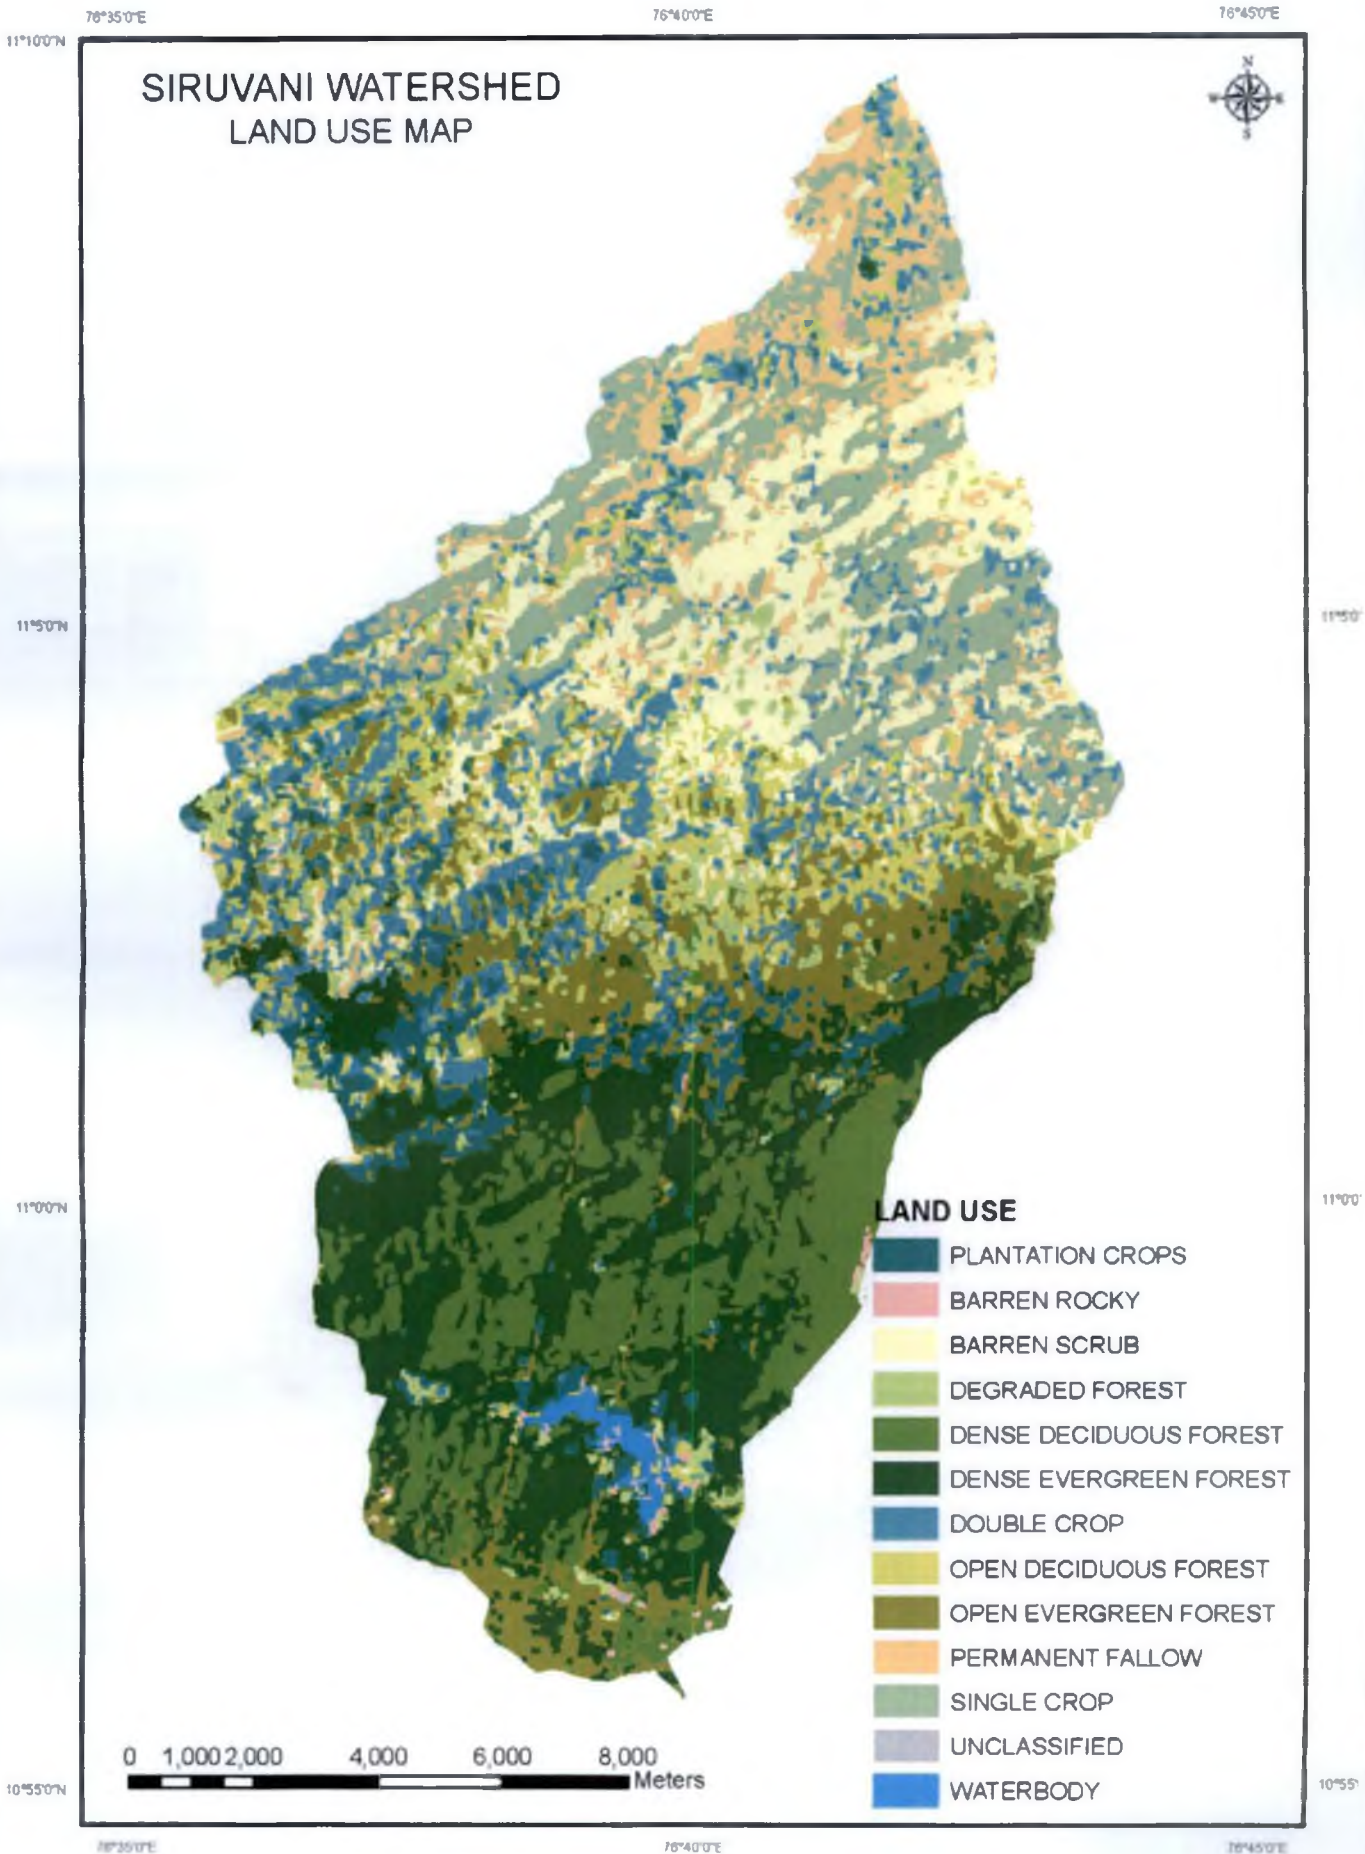 76°35'0"E 76°40'0"E 76°45'0"E
11°10'0"N
SIRUVANI WATERSHED
LAND USE MAP
N
W E
S
11°5'0"N 11°5'0'
11°0'0"N 11°0'0'
LAND USE
PLANTATION CROPS
BARREN ROCKY
BARREN SCRUB
DEGRADED FOREST
DENSE DECIDUOUS FOREST
DENSE EVERGREEN FOREST
DOUBLE CROP
OPEN DECIDUOUS FOREST
OPEN EVERGREEN FOREST
PERMANENT FALLOW
SINGLE CROP
UNCLASSIFIED
WATERBODY
0 1,000 2,000 4,000 6,000 8,000
Meters
10°55'0"N 10°55'
76°35'0"E 76°40'0"E 76°45'0"E